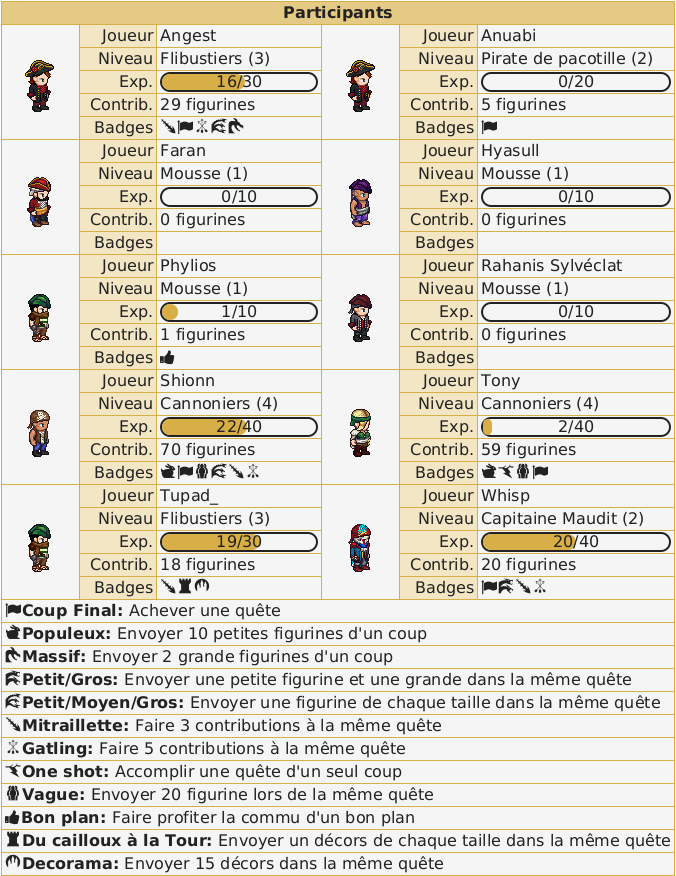 Participants
Joueur Angest
Niveau Flibustiers (3)
Exp. 16/30
Contrib. 29 figurines
Badges
Joueur Anuabi
Niveau Pirate de pacotille (2)
Exp. 0/20
Contrib. 5 figurines
Badges
Joueur Faran
Niveau Mousse (1)
Exp. 0/10
Contrib. 0 figurines
Badges
Joueur Hyasull
Niveau Mousse (1)
Exp. 0/10
Contrib. 0 figurines
Badges
Joueur Phylios
Niveau Mousse (1)
Exp. 1/10
Contrib. 1 figurines
Badges
Joueur Rahanis Sylvéclat
Niveau Mousse (1)
Exp. 0/10
Contrib. 0 figurines
Badges
Joueur Shionn
Niveau Cannoniers (4)
Exp. 22/40
Contrib. 70 figurines
Badges
Joueur Tony
Niveau Cannoniers (4)
Exp. 2/40
Contrib. 59 figurines
Badges
Joueur Tupad_
Niveau Flibustiers (3)
Exp. 19/30
Contrib. 18 figurines
Badges
Joueur Whisp
Niveau Capitaine Maudit (2)
Exp. 20/40
Contrib. 20 figurines
Badges
Coup Final: Achever une quête
Populeux: Envoyer 10 petites figurines d'un coup
Massif: Envoyer 2 grande figurines d'un coup
Petit/Gros: Envoyer une petite figurine et une grande dans la même quête
Petit/Moyen/Gros: Envoyer une figurine de chaque taille dans la même quête
Mitraillette: Faire 3 contributions à la même quête
Gatling: Faire 5 contributions à la même quête
One shot: Accomplir une quête d'un seul coup
Vague: Envoyer 20 figurine lors de la même quête
Bon plan: Faire profiter la commu d'un bon plan
Du cailloux à la Tour: Envoyer un décors de chaque taille dans la même quête
Decorama: Envoyer 15 décors dans la même quête